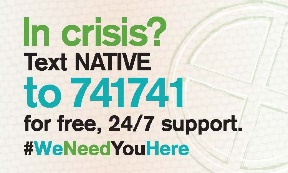 In crisis?
Text NATIVE
to 741741
for free, 24/7 support.
#WeNeedYouHere